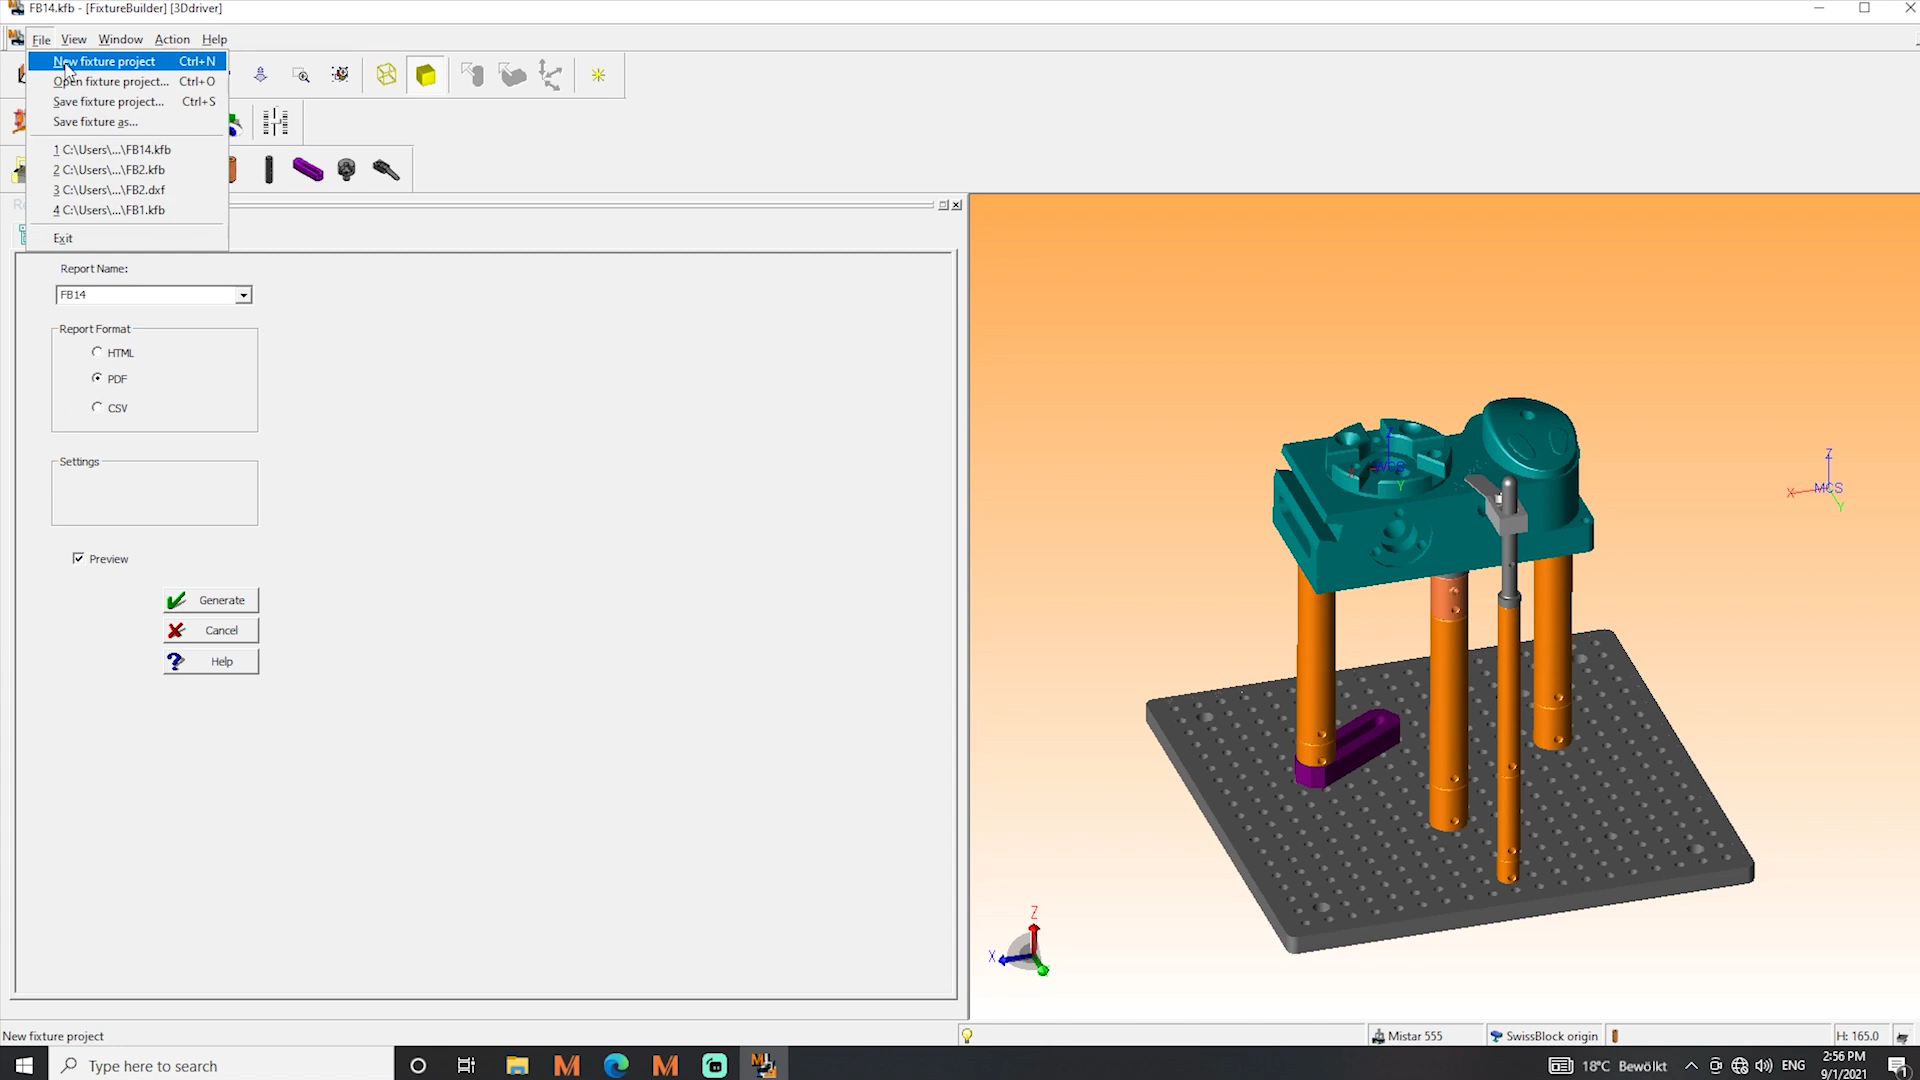 FB14.kfb - [FixtureBuilder] [3Ddriver]
File View Window Action Help
New fixture project Ctrl+N
Open fixture project... Ctrl+O
Save fixture project... Ctrl+S
Save fixture as...
1 C:\Users\...\FB14.kfb
2 C:\Users\...\FB2.kfb
3 C:\Users\...\FB2.dxf
4 C:\Users\...\FB1.kfb
Exit
Report Name:
FB14
Report Format
HTML
PDF
CSV
Settings
Preview
Generate
Cancel
Help
Z
WCS
Y
Z
X MCS
Y
Z
X
New fixture project
Mistar 555
SwissBlock origin
H: 165.0
Type here to search
18°C Bewölkt
ENG
2:56 PM
9/1/2021
1